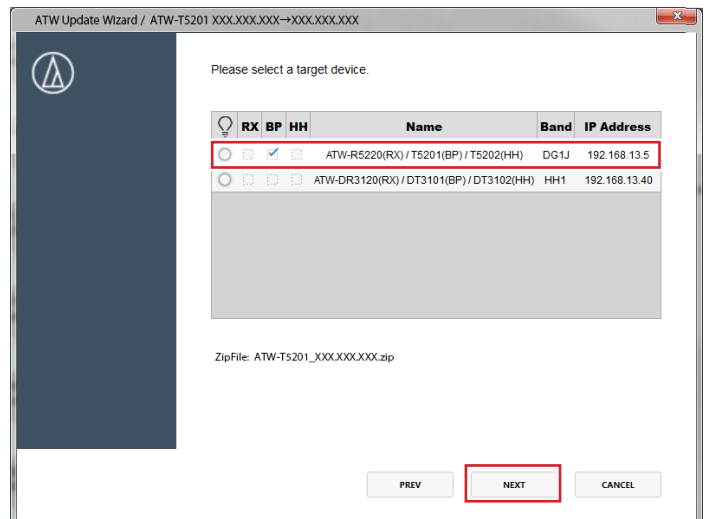 ATW Update Wizard / ATW-T5201 XXX.XXX.XXX→XXX.XXX.XXX
Please select a target device.
RX BP HH Name Band IP Address
ATW-R5220(RX) / T5201(BP) / T5202(HH) DG1J 192.168.13.5
ATW-DR3120(RX) / DT3101(BP) / DT3102(HH) HH1 192.168.13.40
ZipFile: ATW-T5201_XXX.XXX.XXX.zip
PREV NEXT CANCEL